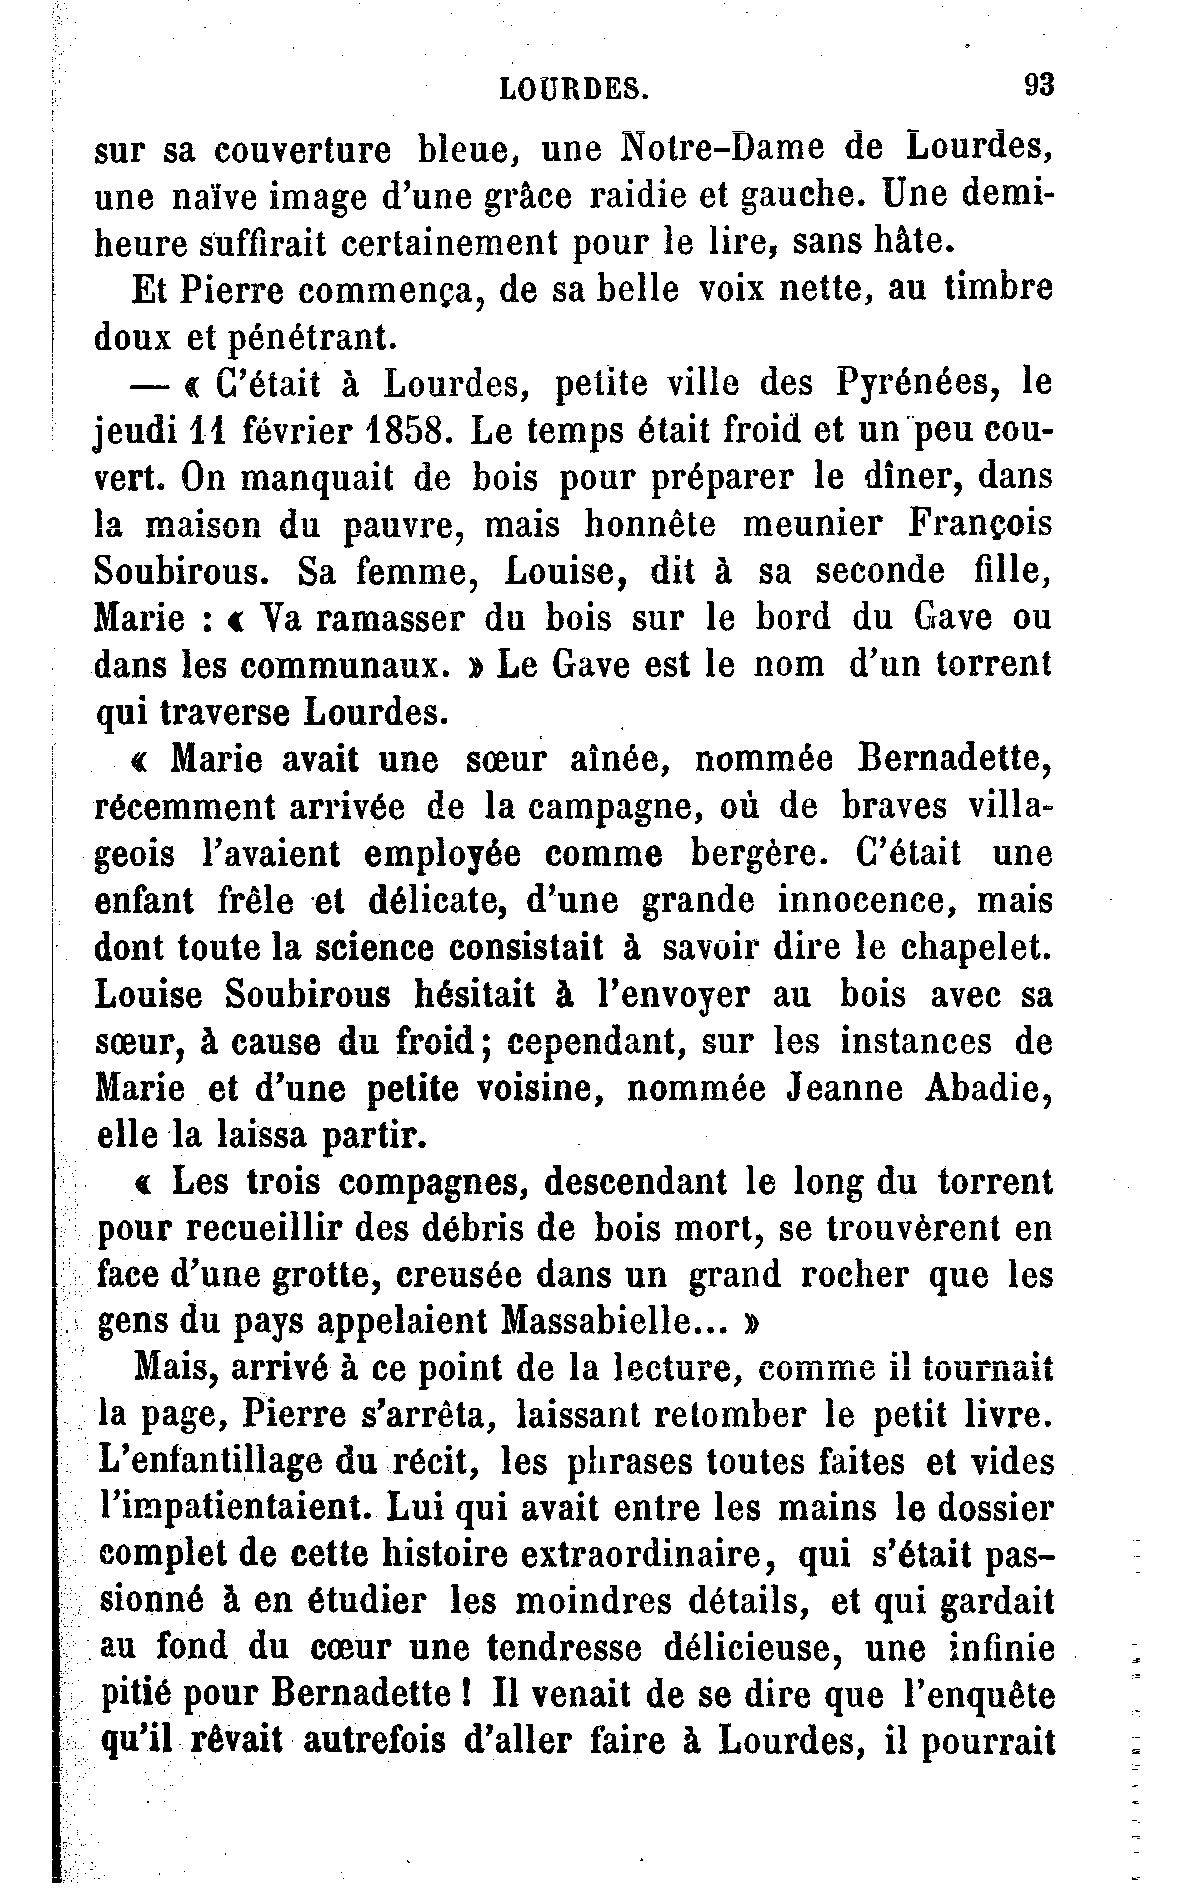 LOURDES. 93
sur sa couverture bleue, une Notre-Dame de Lourdes,
une naïve image d'une grâce raidie et gauche. Une demi-
heure suffirait certainement pour le lire, sans hâte.
Et Pierre commença, de sa belle voix nette, au timbre
doux et pénétrant.
— « C'était à Lourdes, petite ville des Pyrénées, le
jeudi 11 février 1858. Le temps était froid et un peu cou-
vert. On manquait de bois pour préparer le dîner, dans
la maison du pauvre, mais honnête meunier François
Soubirous. Sa femme, Louise, dit à sa seconde fille,
Marie : « Va ramasser du bois sur le bord du Gave ou
dans les communaux. » Le Gave est le nom d'un torrent
qui traverse Lourdes.
« Marie avait une sœur aînée, nommée Bernadette,
récemment arrivée de la campagne, où de braves villa-
geois l'avaient employée comme bergère. C'était une
enfant frêle et délicate, d'une grande innocence, mais
dont toute la science consistait à savoir dire le chapelet.
Louise Soubirous hésitait à l'envoyer au bois avec sa
sœur, à cause du froid ; cependant, sur les instances de
Marie et d'une petite voisine, nommée Jeanne Abadie,
elle la laissa partir.
« Les trois compagnes, descendant le long du torrent
pour recueillir des débris de bois mort, se trouvèrent en
face d'une grotte, creusée dans un grand rocher que les
gens du pays appelaient Massabielle... »
Mais, arrivé à ce point de la lecture, comme il tournait
la page, Pierre s'arrêta, laissant retomber le petit livre.
L'enfantillage du récit, les phrases toutes faites et vides
l'impatientaient. Lui qui avait entre les mains le dossier
complet de cette histoire extraordinaire, qui s'était pas-
sionné à en étudier les moindres détails, et qui gardait
au fond du cœur une tendresse délicieuse, une infinie
pitié pour Bernadette ! Il venait de se dire que l'enquête
qu'il rêvait autrefois d'aller faire à Lourdes, il pourrait